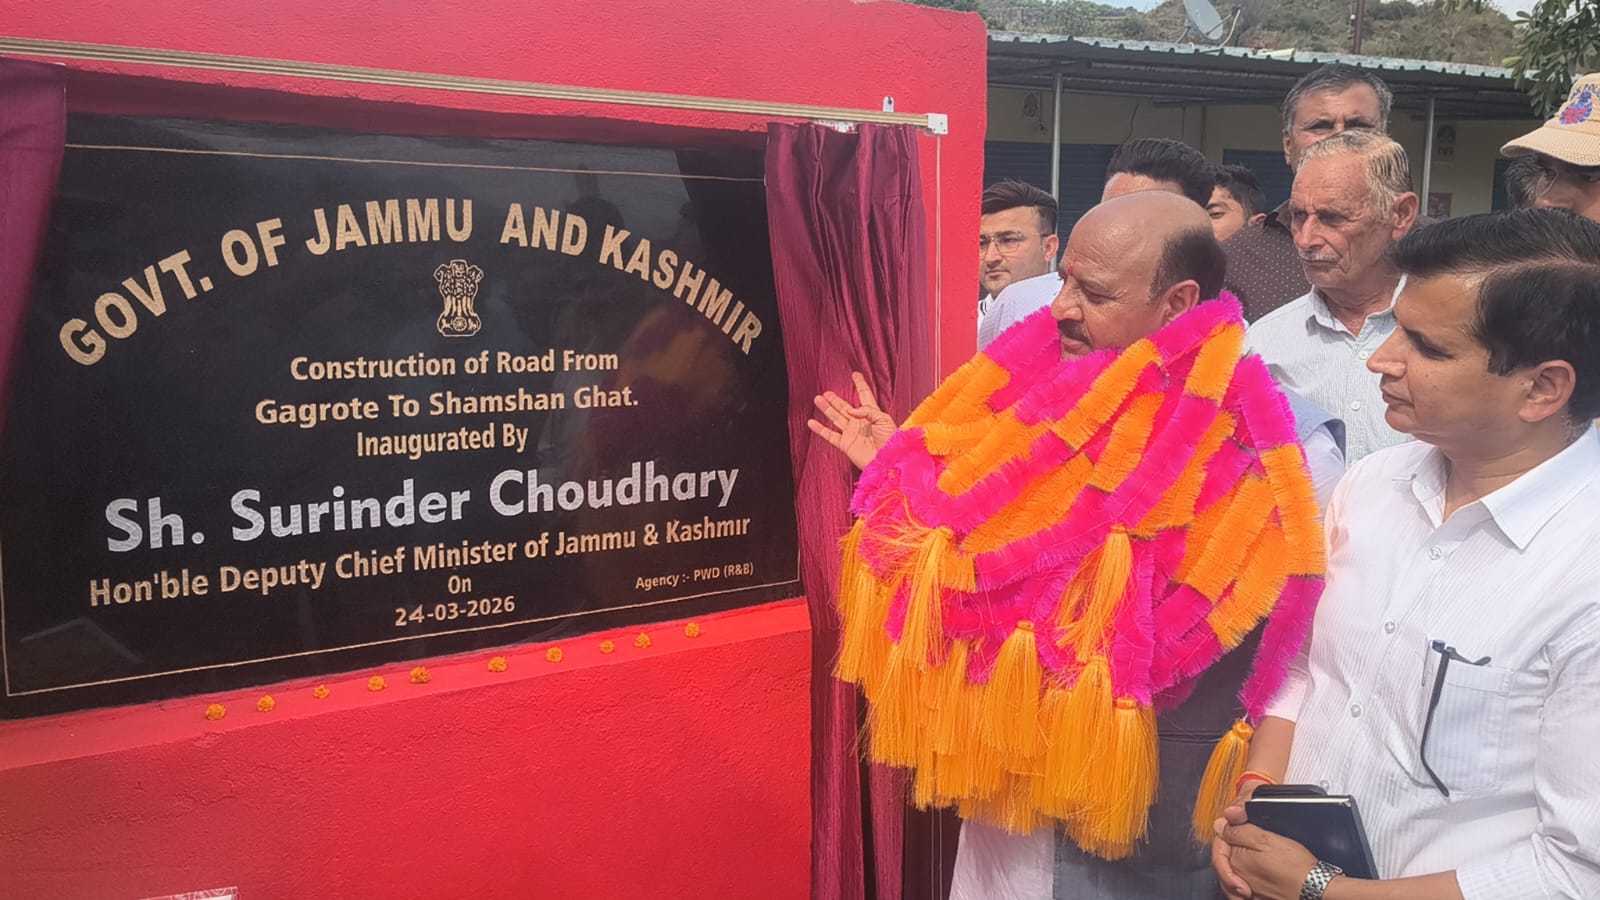 GOVT. OF JAMMU AND KASHMIR
Construction of Road From
Gagrote To Shamshan Ghat.
Inaugurated By
Sh. Surinder Choudhary
Hon'ble Deputy Chief Minister of Jammu & Kashmir
On
24-03-2026
Agency :- PWD (R&B)